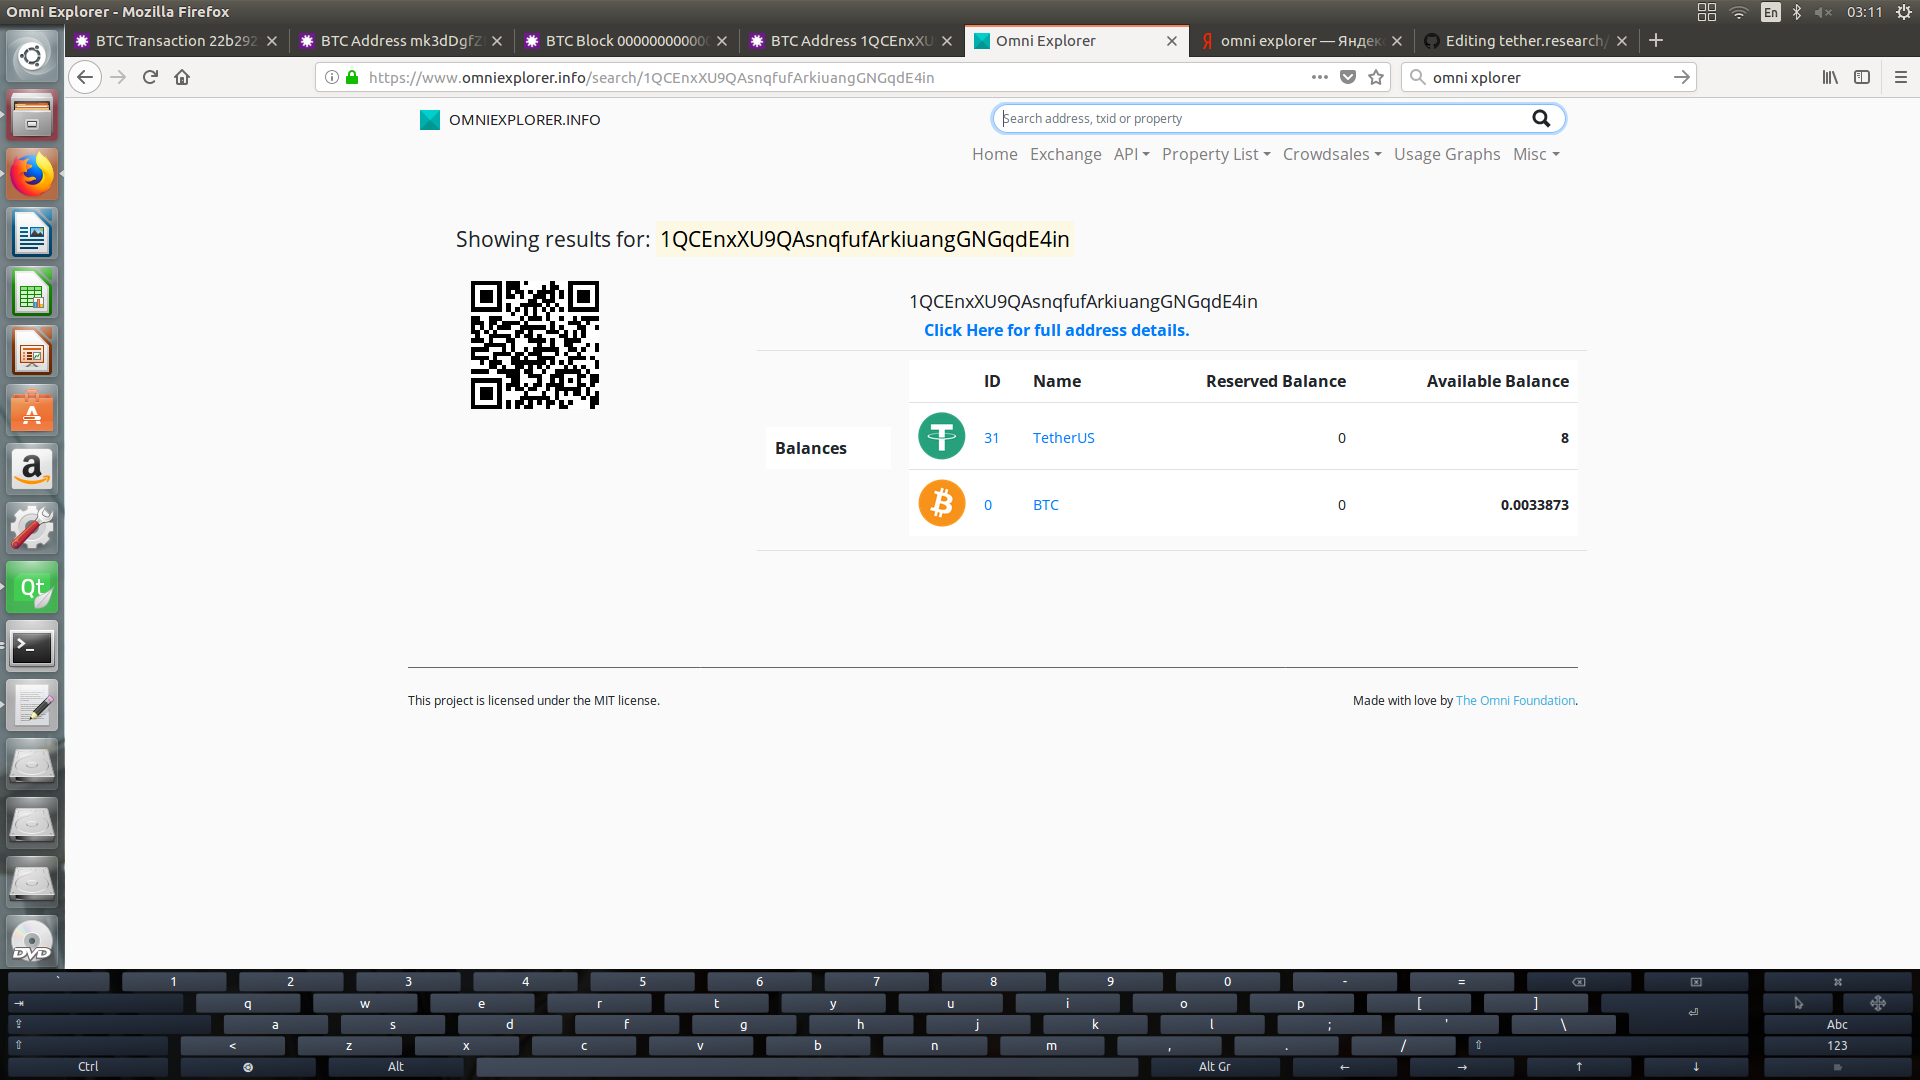 Omni Explorer - Mozilla Firefox
En
03:11
BTC Transaction 22b292
BTC Address mk3dDgfZ
BTC Block 000000000000
BTC Address 1QCEnxXU
Omni Explorer
omni explorer — Яндекс
Editing tether.research/
https://www.omniexplorer.info/search/1QCEnxXU9QAsnqfufArkiuangGNGqdE4in
omni xplorer
OMNIEXPLORER.INFO
Search address, txid or property
Home Exchange API Property List Crowdsales Usage Graphs Misc
Showing results for: 1QCEnxXU9QAsnqfufArkiuangGNGqdE4in
1QCEnxXU9QAsnqfufArkiuangGNGqdE4in
Click Here for full address details.
ID Name Reserved Balance Available Balance
Balances
31 TetherUS 0 8
0 BTC 0 0.0033873
This project is licensed under the MIT license.
Made with love by The Omni Foundation.
Qt
DVD
` 1 2 3 4 5 6 7 8 9 0 - =
q w e r t y u i o p [ ]
a s d f g h j k l ; ' \ Abc
< z x c v b n m , . / 123
Ctrl Alt Alt Gr ← → ↑ ↓